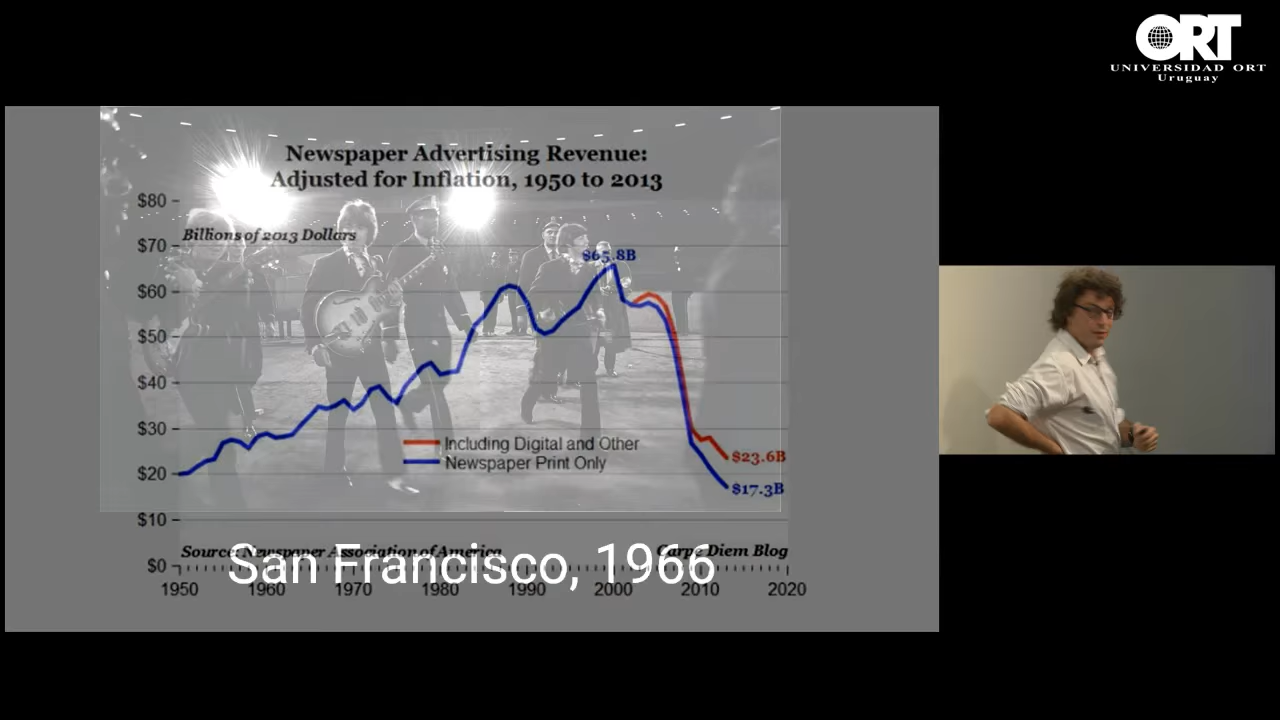 ORT
UNIVERSIDAD ORT
Uruguay
Newspaper Advertising Revenue:
Adjusted for Inflation, 1950 to 2013
$80
Billions of 2013 Dollars
$70
$65.8B
$60
$50
$40
$30
Including Digital and Other
$23.6B
Newspaper Print Only
$20
$17.3B
$10
Source: Newspaper Association of America
Carpe Diem Blog
San Francisco, 1966
$0
1950 1960 1970 1980 1990 2000 2010 2020